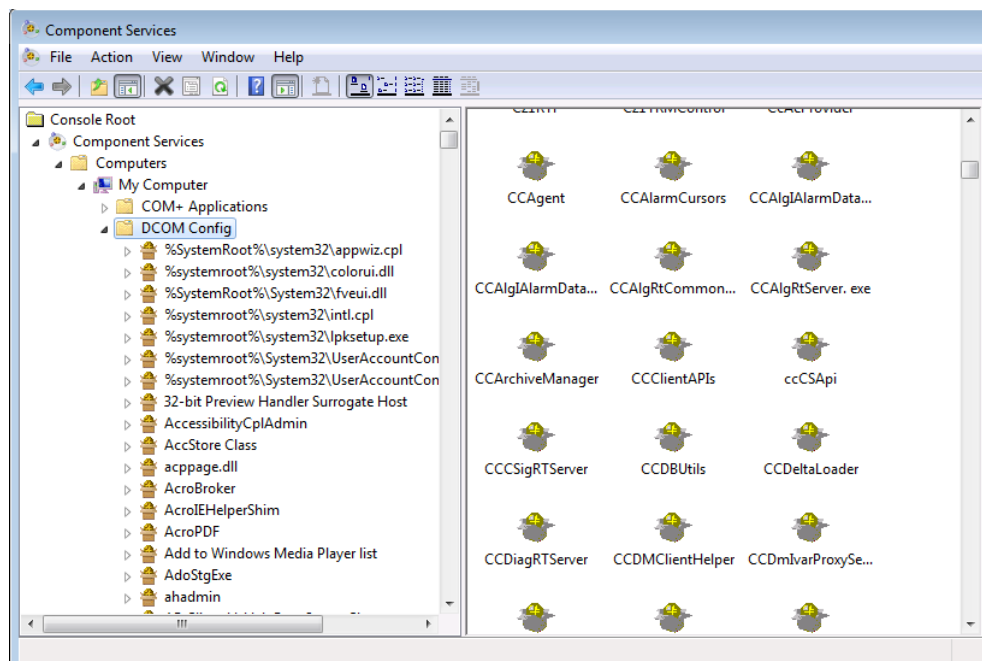 Component Services
File Action View Window Help
Console Root
Component Services
Computers
My Computer
COM+ Applications
DCOM Config
%SystemRoot%\system32\appwiz.cpl
%systemroot%\system32\colorui.dll
%SystemRoot%\System32\fveui.dll
%systemroot%\system32\intl.cpl
%systemroot%\system32\lpksetup.exe
%systemroot%\System32\UserAccountCon
%systemroot%\System32\UserAccountCon
32-bit Preview Handler Surrogate Host
AccessibilityCplAdmin
AccStore Class
acppage.dll
AcroBroker
AcroIEHelperShim
AcroPDF
Add to Windows Media Player list
AdoStgExe
ahadmin
CCAgent CCAlarmCursors CCAlgIAlarmData...
CCAlgIAlarmData... CCAlgRtCommon... CCAlgRtServer. exe
CCArchiveManager CCClientAPIs ccCSApi
CCCSigRTServer CCDBUtils CCDeltaLoader
CCDiagRTServer CCDMClientHelper CCDmIvarProxySe...